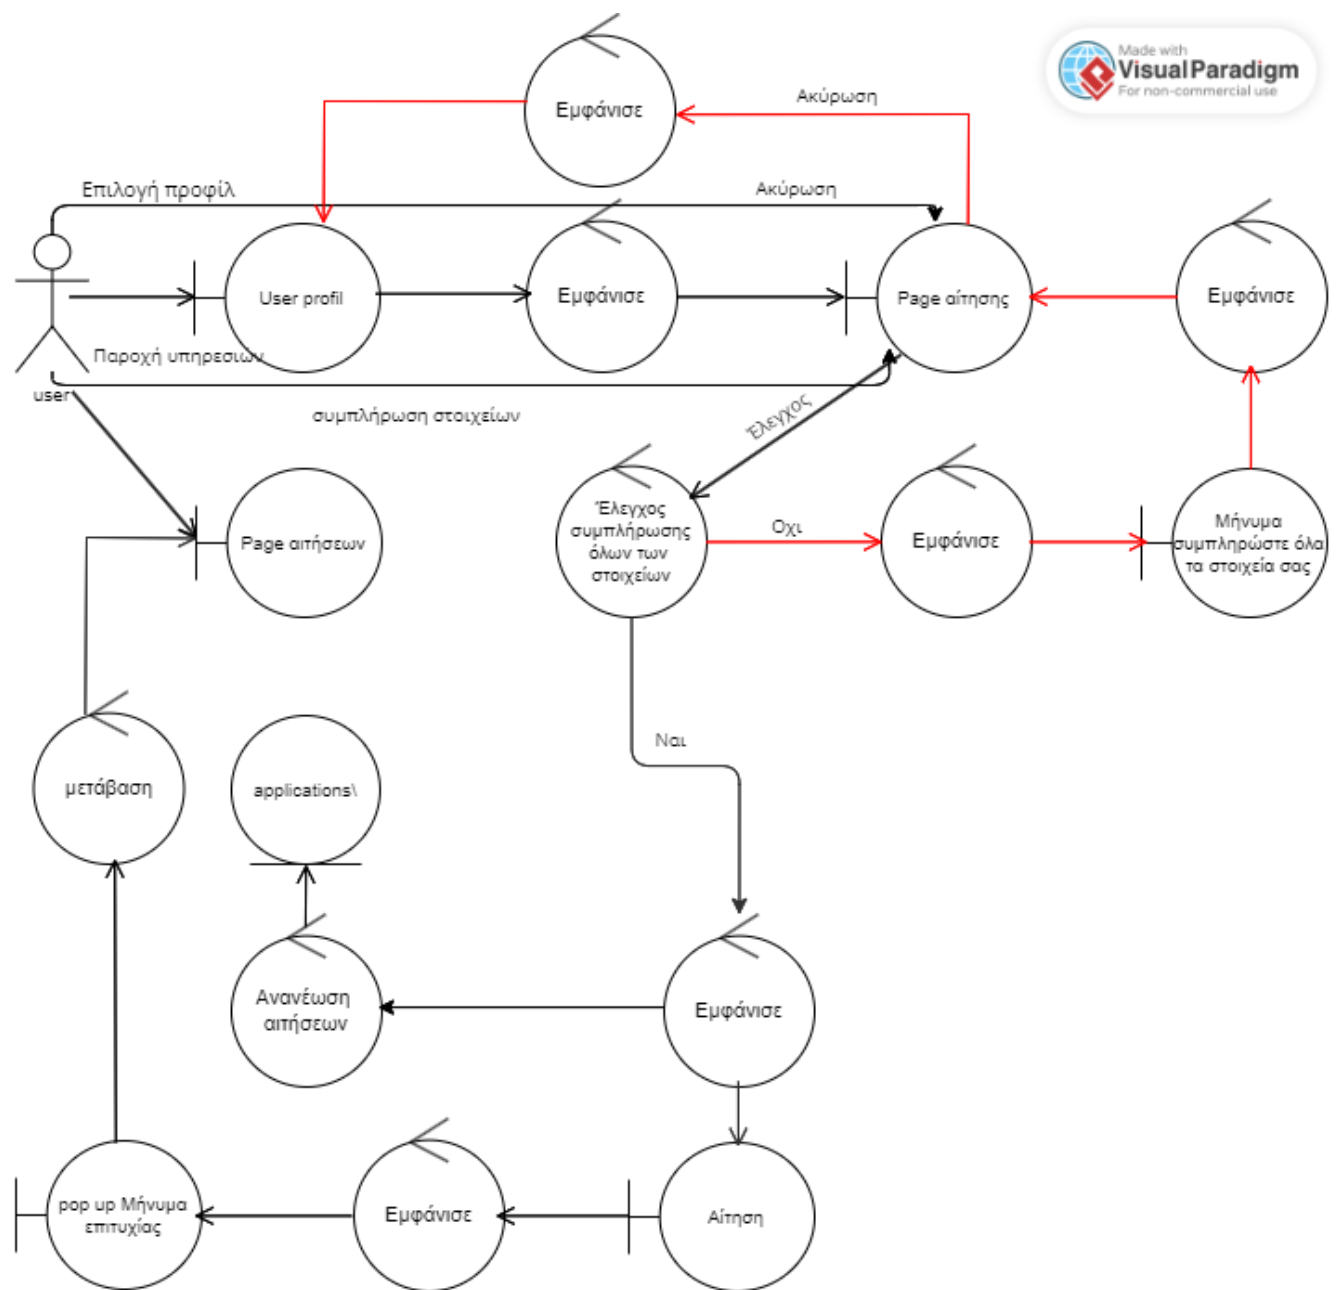 Made with
Visual Paradigm
For non-commercial use
Εμφάνισε
Ακύρωση
Επιλογή προφίλ
Ακύρωση
User profil
Εμφάνισε
Page αίτησης
Εμφάνισε
Παροχή υπηρεσιών
user
συμπλήρωση στοιχείων
Έλεγχος
Page αιτήσεων
Έλεγχος
συμπλήρωσης
όλων των
στοιχείων
Οχι
Εμφάνισε
Μήνυμα
συμπληρώστε όλα
τα στοιχεία σας
Ναι
μετάβαση
applications\
Ανανέωση
αιτήσεων
Εμφάνισε
pop up Μήνυμα
επιτυχίας
Εμφάνισε
Αίτηση